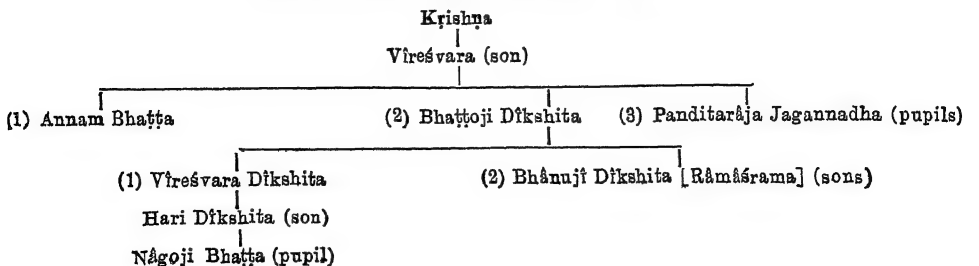 Kṛishṇa
Vîreśvara (son)
(1) Annam Bhaṭṭa (2) Bhaṭṭoji Dîkshita (3) Panditarâja Jagannadha (pupils)
(1) Vîreśvara Dîkshita (2) Bhânujî Dîkshita [Râmâśrama] (sons)
Hari Dîkshita (son)
Nâgoji Bhaṭṭa (pupil)